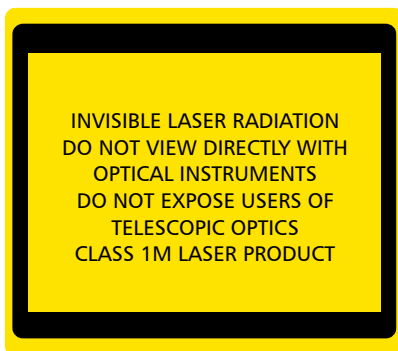 INVISIBLE LASER RADIATION
DO NOT VIEW DIRECTLY WITH
OPTICAL INSTRUMENTS
DO NOT EXPOSE USERS OF
TELESCOPIC OPTICS
CLASS 1M LASER PRODUCT